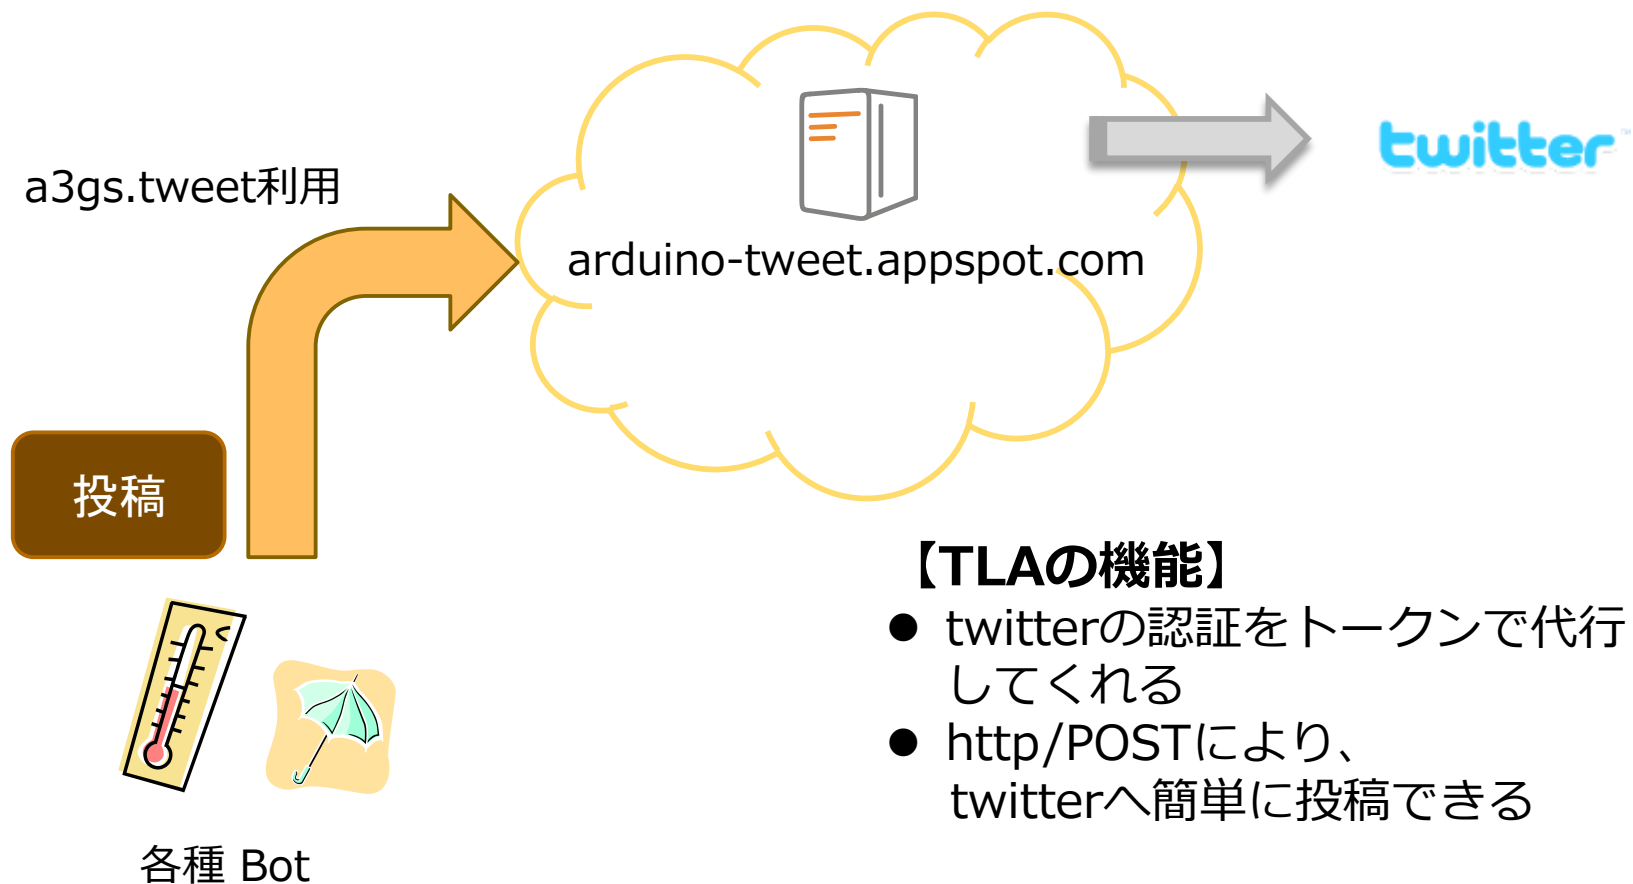 a3gs.tweet利用
arduino-tweet.appspot.com
twitter
投稿
各種 Bot
【TLAの機能】
● twitterの認証をトークンで代行
してくれる
● http/POSTにより、
twitterへ簡単に投稿できる